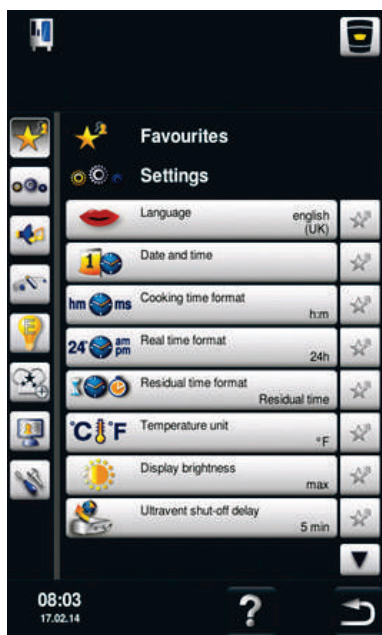 Favourites
Settings
Language
english
(UK)
1
Date and time
hm ms
Cooking time format
h:m
24 am
pm
Real time format
24h
Residual time format
Residual time
°C °F
Temperature unit
°F
Display brightness
max
Ultravent shut-off delay
5 min
08:03
17.02.14
?